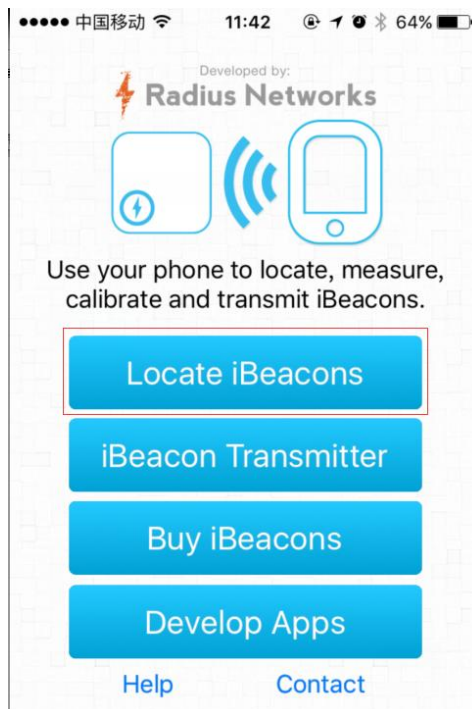 中国移动 11:42 64%
Developed by:
Radius Networks
Use your phone to locate, measure,
calibrate and transmit iBeacons.
Locate iBeacons
iBeacon Transmitter
Buy iBeacons
Develop Apps
Help Contact